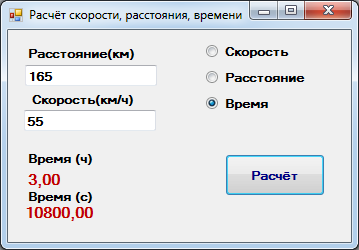 Расчёт скорости, расстояния, времени
Расстояние(км)
165
Скорость(км/ч)
55
Скорость
Расстояние
Время
Время (ч)
3,00
Время (с)
10800,00
Расчёт